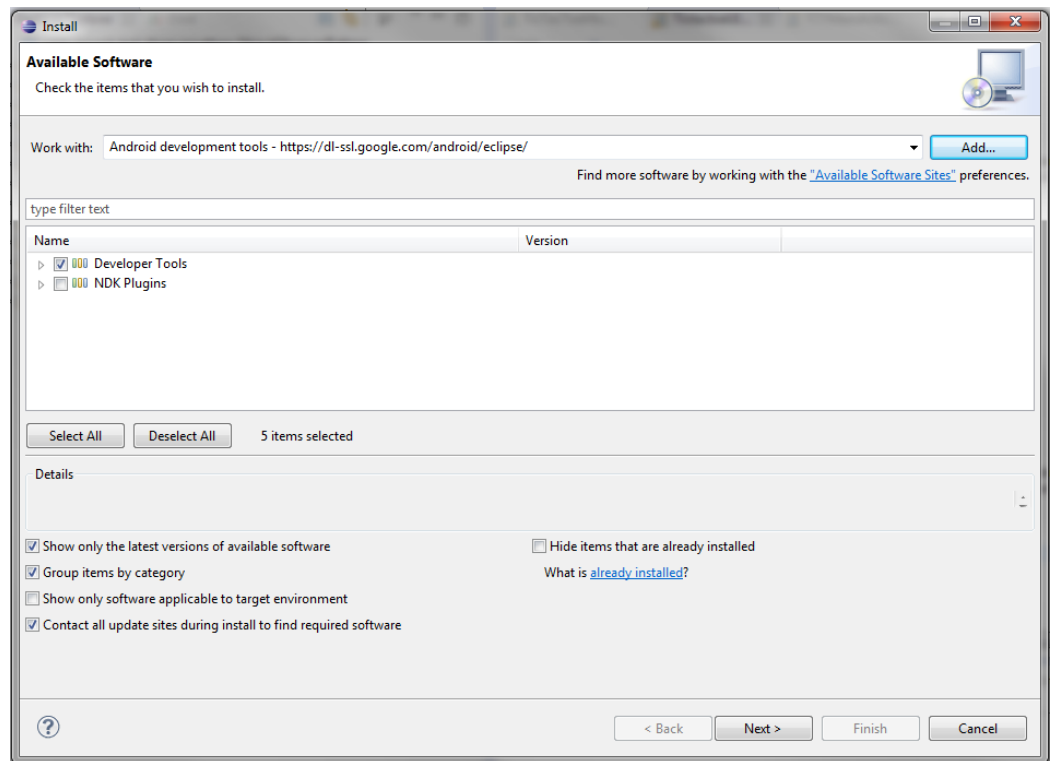 Install
Available Software
Check the items that you wish to install.
Work with: Android development tools - https://dl-ssl.google.com/android/eclipse/ Add...
Find more software by working with the "Available Software Sites" preferences.
type filter text
Name Version
Developer Tools
NDK Plugins
Select All Deselect All 5 items selected
Details
Show only the latest versions of available software Hide items that are already installed
Group items by category What is already installed?
Show only software applicable to target environment
Contact all update sites during install to find required software
? < Back Next > Finish Cancel